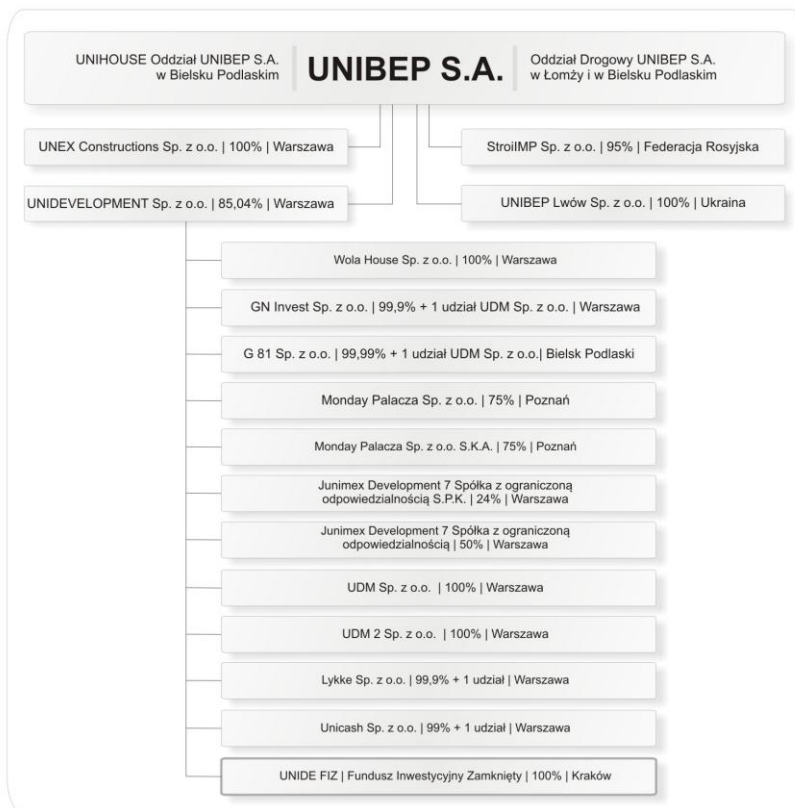 UNIHOUSE Oddział UNIBEP S.A.
w Bielsku Podlaskim
UNIBEP S.A.
Oddział Drogowy UNIBEP S.A.
w Łomży i w Bielsku Podlaskim
UNEX Constructions Sp. z o.o. | 100% | Warszawa
StroiIMP Sp. z o.o. | 95% | Federacja Rosyjska
UNIDEVELOPMENT Sp. z o.o. | 85,04% | Warszawa
UNIBEP Lwów Sp. z o.o. | 100% | Ukraina
Wola House Sp. z o.o. | 100% | Warszawa
GN Invest Sp. z o.o. | 99,9% + 1 udział UDM Sp. z o.o. | Warszawa
G 81 Sp. z o.o. | 99,99% + 1 udział UDM Sp. z o.o.| Bielsk Podlaski
Monday Palacza Sp. z o.o. | 75% | Poznań
Monday Palacza Sp. z o.o. S.K.A. | 75% | Poznań
Junimex Development 7 Spółka z ograniczoną
odpowiedzialnością S.P.K. | 24% | Warszawa
Junimex Development 7 Spółka z ograniczoną
odpowiedzialnością | 50% | Warszawa
UDM Sp. z o.o. | 100% | Warszawa
UDM 2 Sp. z o.o. | 100% | Warszawa
Lykke Sp. z o.o. | 99,9% + 1 udział | Warszawa
Unicash Sp. z o.o. | 99% + 1 udział | Warszawa
UNIDE FIZ | Fundusz Inwestycyjny Zamknięty | 100% | Kraków